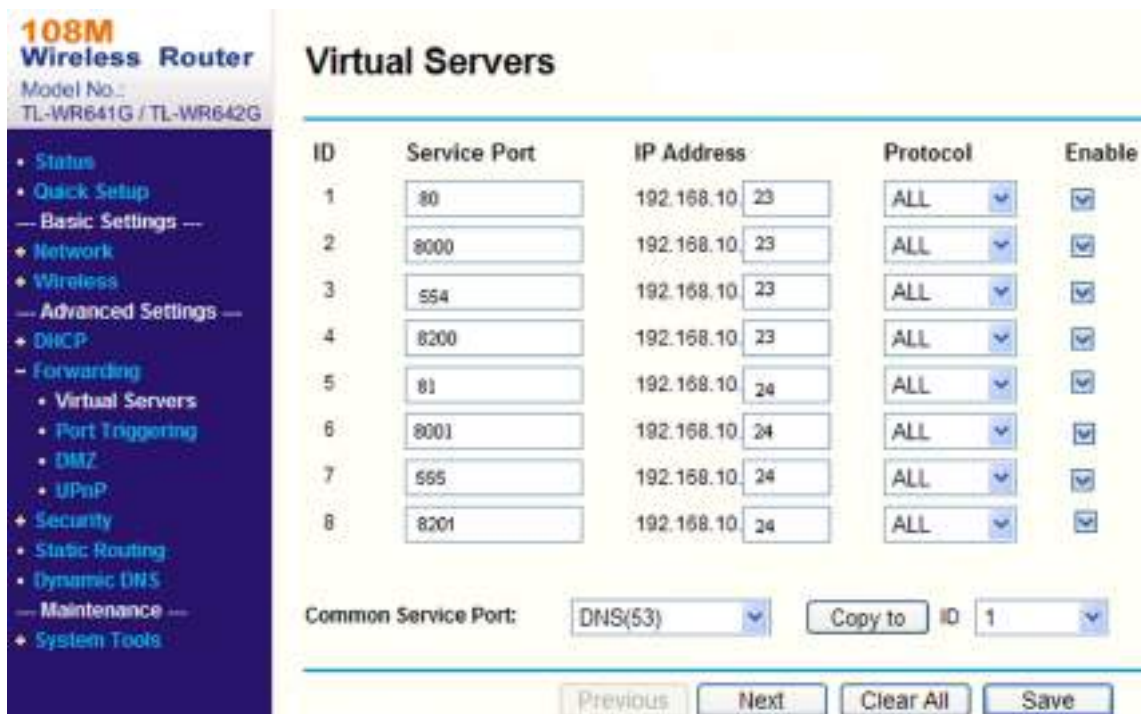 108M
Wireless Router
Model No.:
TL-WR641G / TL-WR642G
• Status
• Quick Setup
--- Basic Settings ---
+ Network
+ Wireless
--- Advanced Settings ---
+ DHCP
- Forwarding
• Virtual Servers
• Port Triggering
• DMZ
• UPnP
+ Security
• Static Routing
• Dynamic DNS
--- Maintenance ---
+ System Tools
Virtual Servers
ID Service Port IP Address Protocol Enable
1 80 192.168.10. 23 ALL
2 8000 192.168.10. 23 ALL
3 554 192.168.10. 23 ALL
4 8200 192.168.10. 23 ALL
5 81 192.168.10. 24 ALL
6 8001 192.168.10. 24 ALL
7 555 192.168.10. 24 ALL
8 8201 192.168.10. 24 ALL
Common Service Port: DNS(53) Copy to ID 1
Previous Next Clear All Save